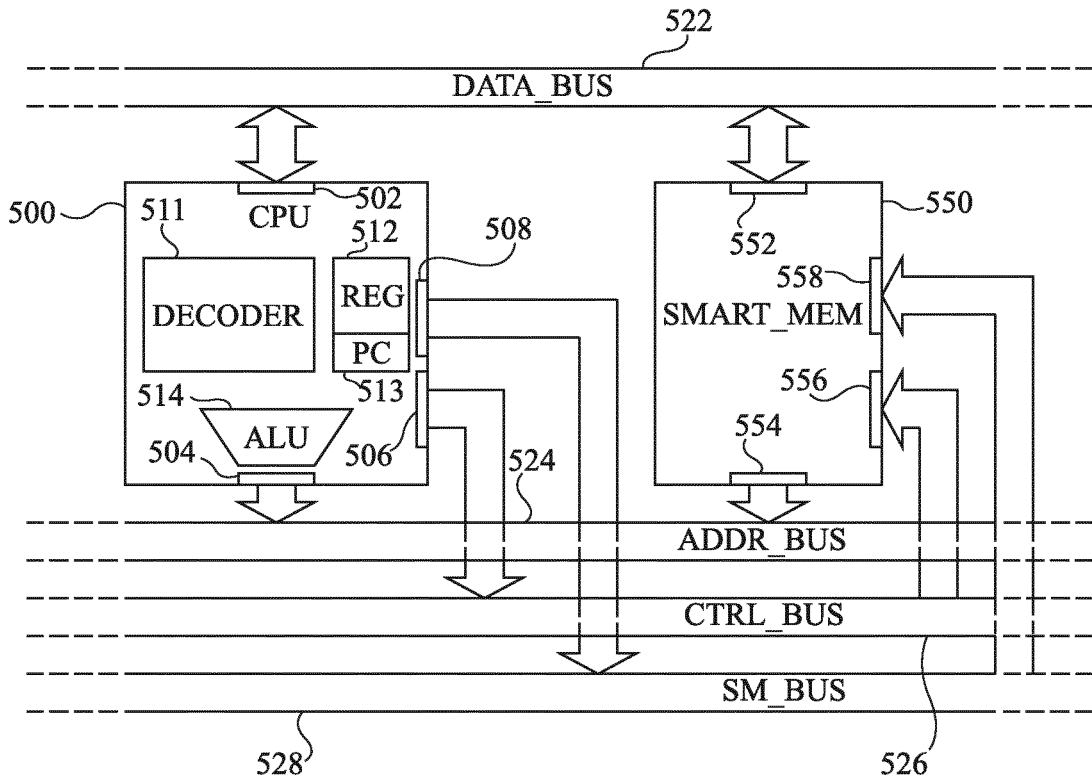 522
DATA_BUS
500
502
CPU
511
512
508
DECODER
REG
PC
513
514
ALU
504
506
524
550
552
558
SMART_MEM
556
554
ADDR_BUS
CTRL_BUS
SM_BUS
528
526